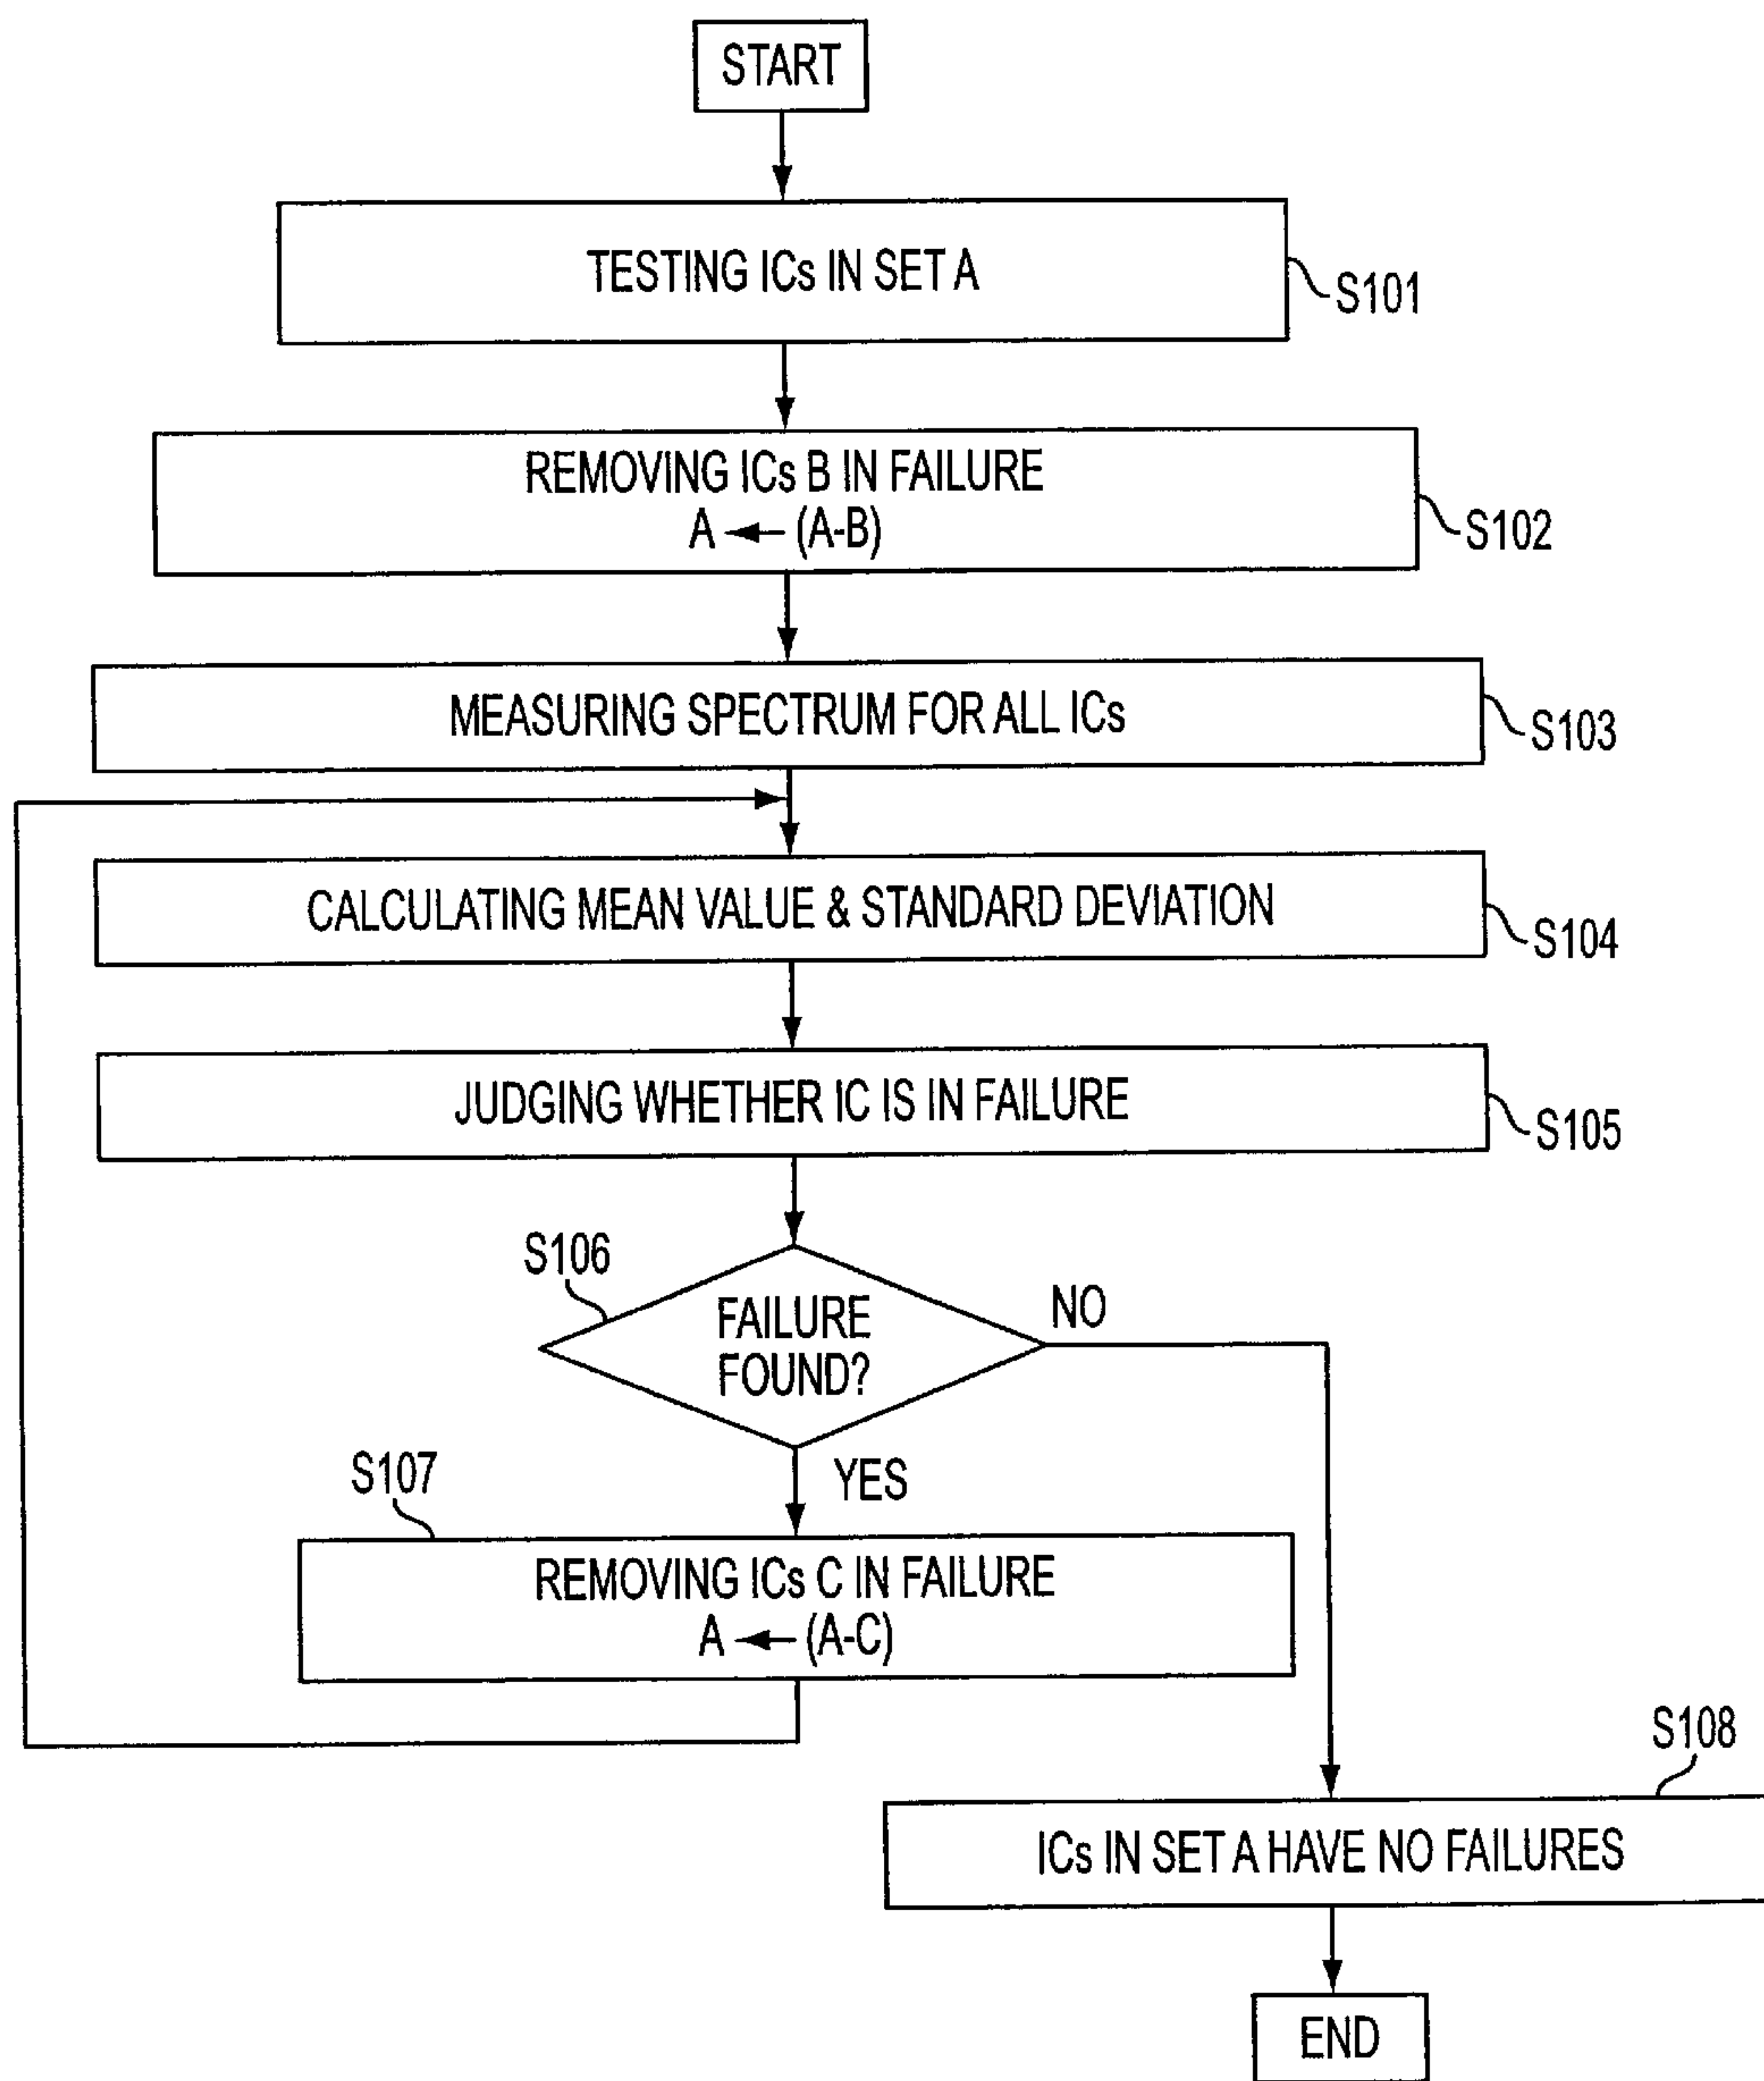 START
TESTING ICs IN SET A
S101
REMOVING ICs B IN FAILURE
A ← (A-B)
S102
MEASURING SPECTRUM FOR ALL ICs
S103
CALCULATING MEAN VALUE & STANDARD DEVIATION
S104
JUDGING WHETHER IC IS IN FAILURE
S105
S106
FAILURE
FOUND?
NO
YES
S107
REMOVING ICs C IN FAILURE
A ← (A-C)
S108
ICs IN SET A HAVE NO FAILURES
END